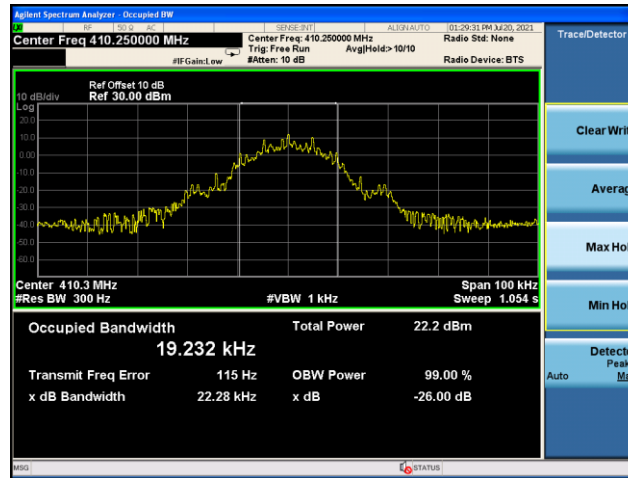 Agilent Spectrum Analyzer - Occupied BW
RF 50 Ω AC SENSE:INT ALIGNAUTO 01:29:31 PM Jul 20, 2021
Center Freq 410.250000 MHz Center Freq: 410.250000 MHz Radio Std: None
Trig: Free Run Avg|Hold:> 10/10
#IFGain:Low #Atten: 10 dB Radio Device: BTS
Trace/Detector
Ref Offset 10 dB
10 dB/div Ref 30.00 dBm
Log
20.0
10.0
0.00
-10.0
-20.0
-30.0
-40.0
-50.0
-60.0
Center 410.3 MHz Span 100 kHz
#Res BW 300 Hz #VBW 1 kHz Sweep 1.054 s
Occupied Bandwidth Total Power 22.2 dBm
19.232 kHz
Transmit Freq Error 115 Hz OBW Power 99.00 %
x dB Bandwidth 22.28 kHz x dB -26.00 dB
Clear Writ
Averag
Max Hol
Min Hol
Detecto
Peak
Auto Ma
MSG STATUS